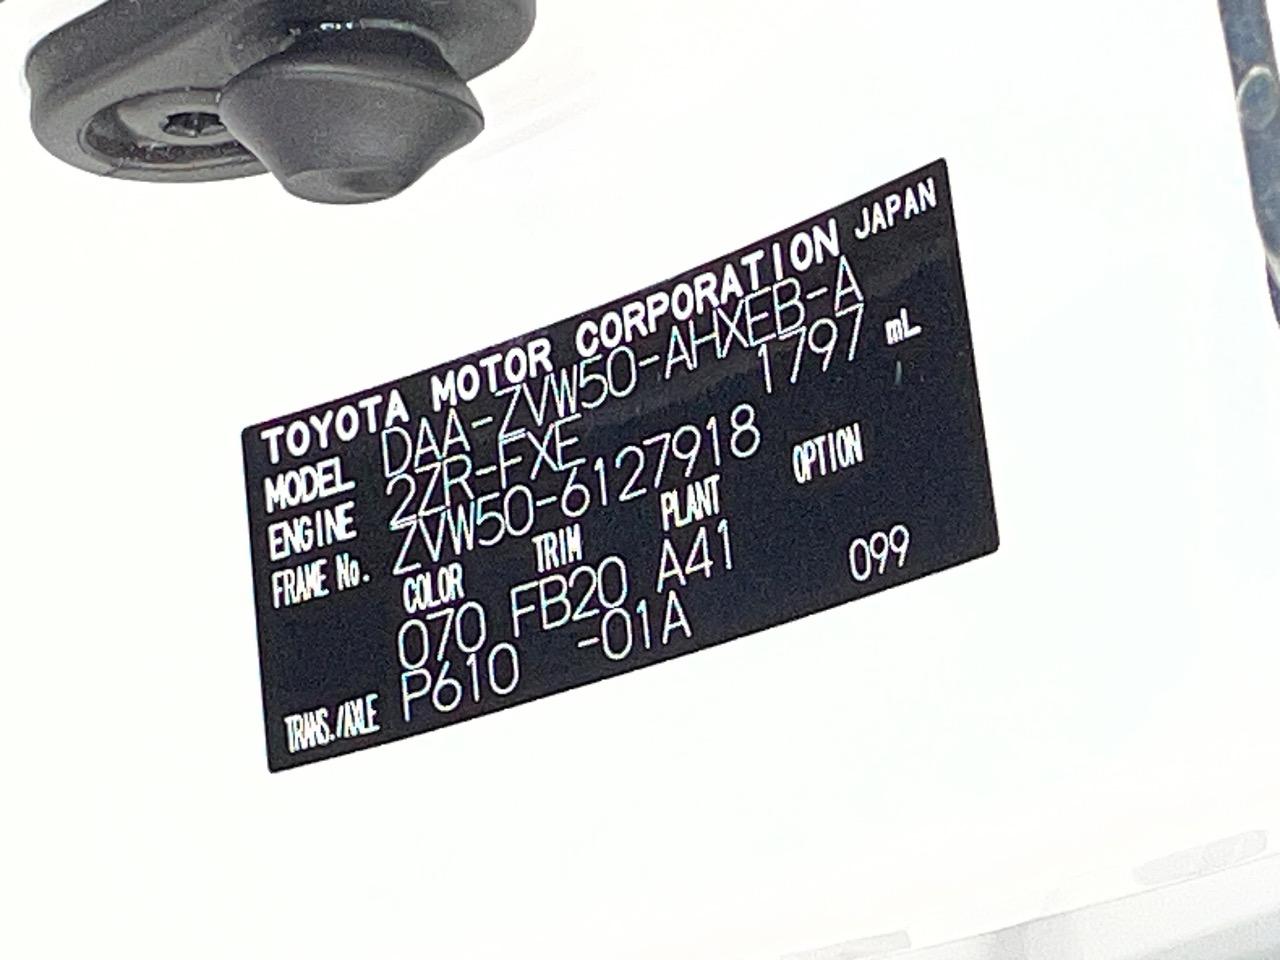 TOYOTA MOTOR CORPORATION JAPAN
MODEL DAA-ZVW50-AHXEB-A
ENGINE 2ZR-FXE 1797 mL
FRAME No. ZVW50-6127918
COLOR TRIM PLANT OPTION
070 FB20 A41 099
TRANS./AXLE P610 -01A